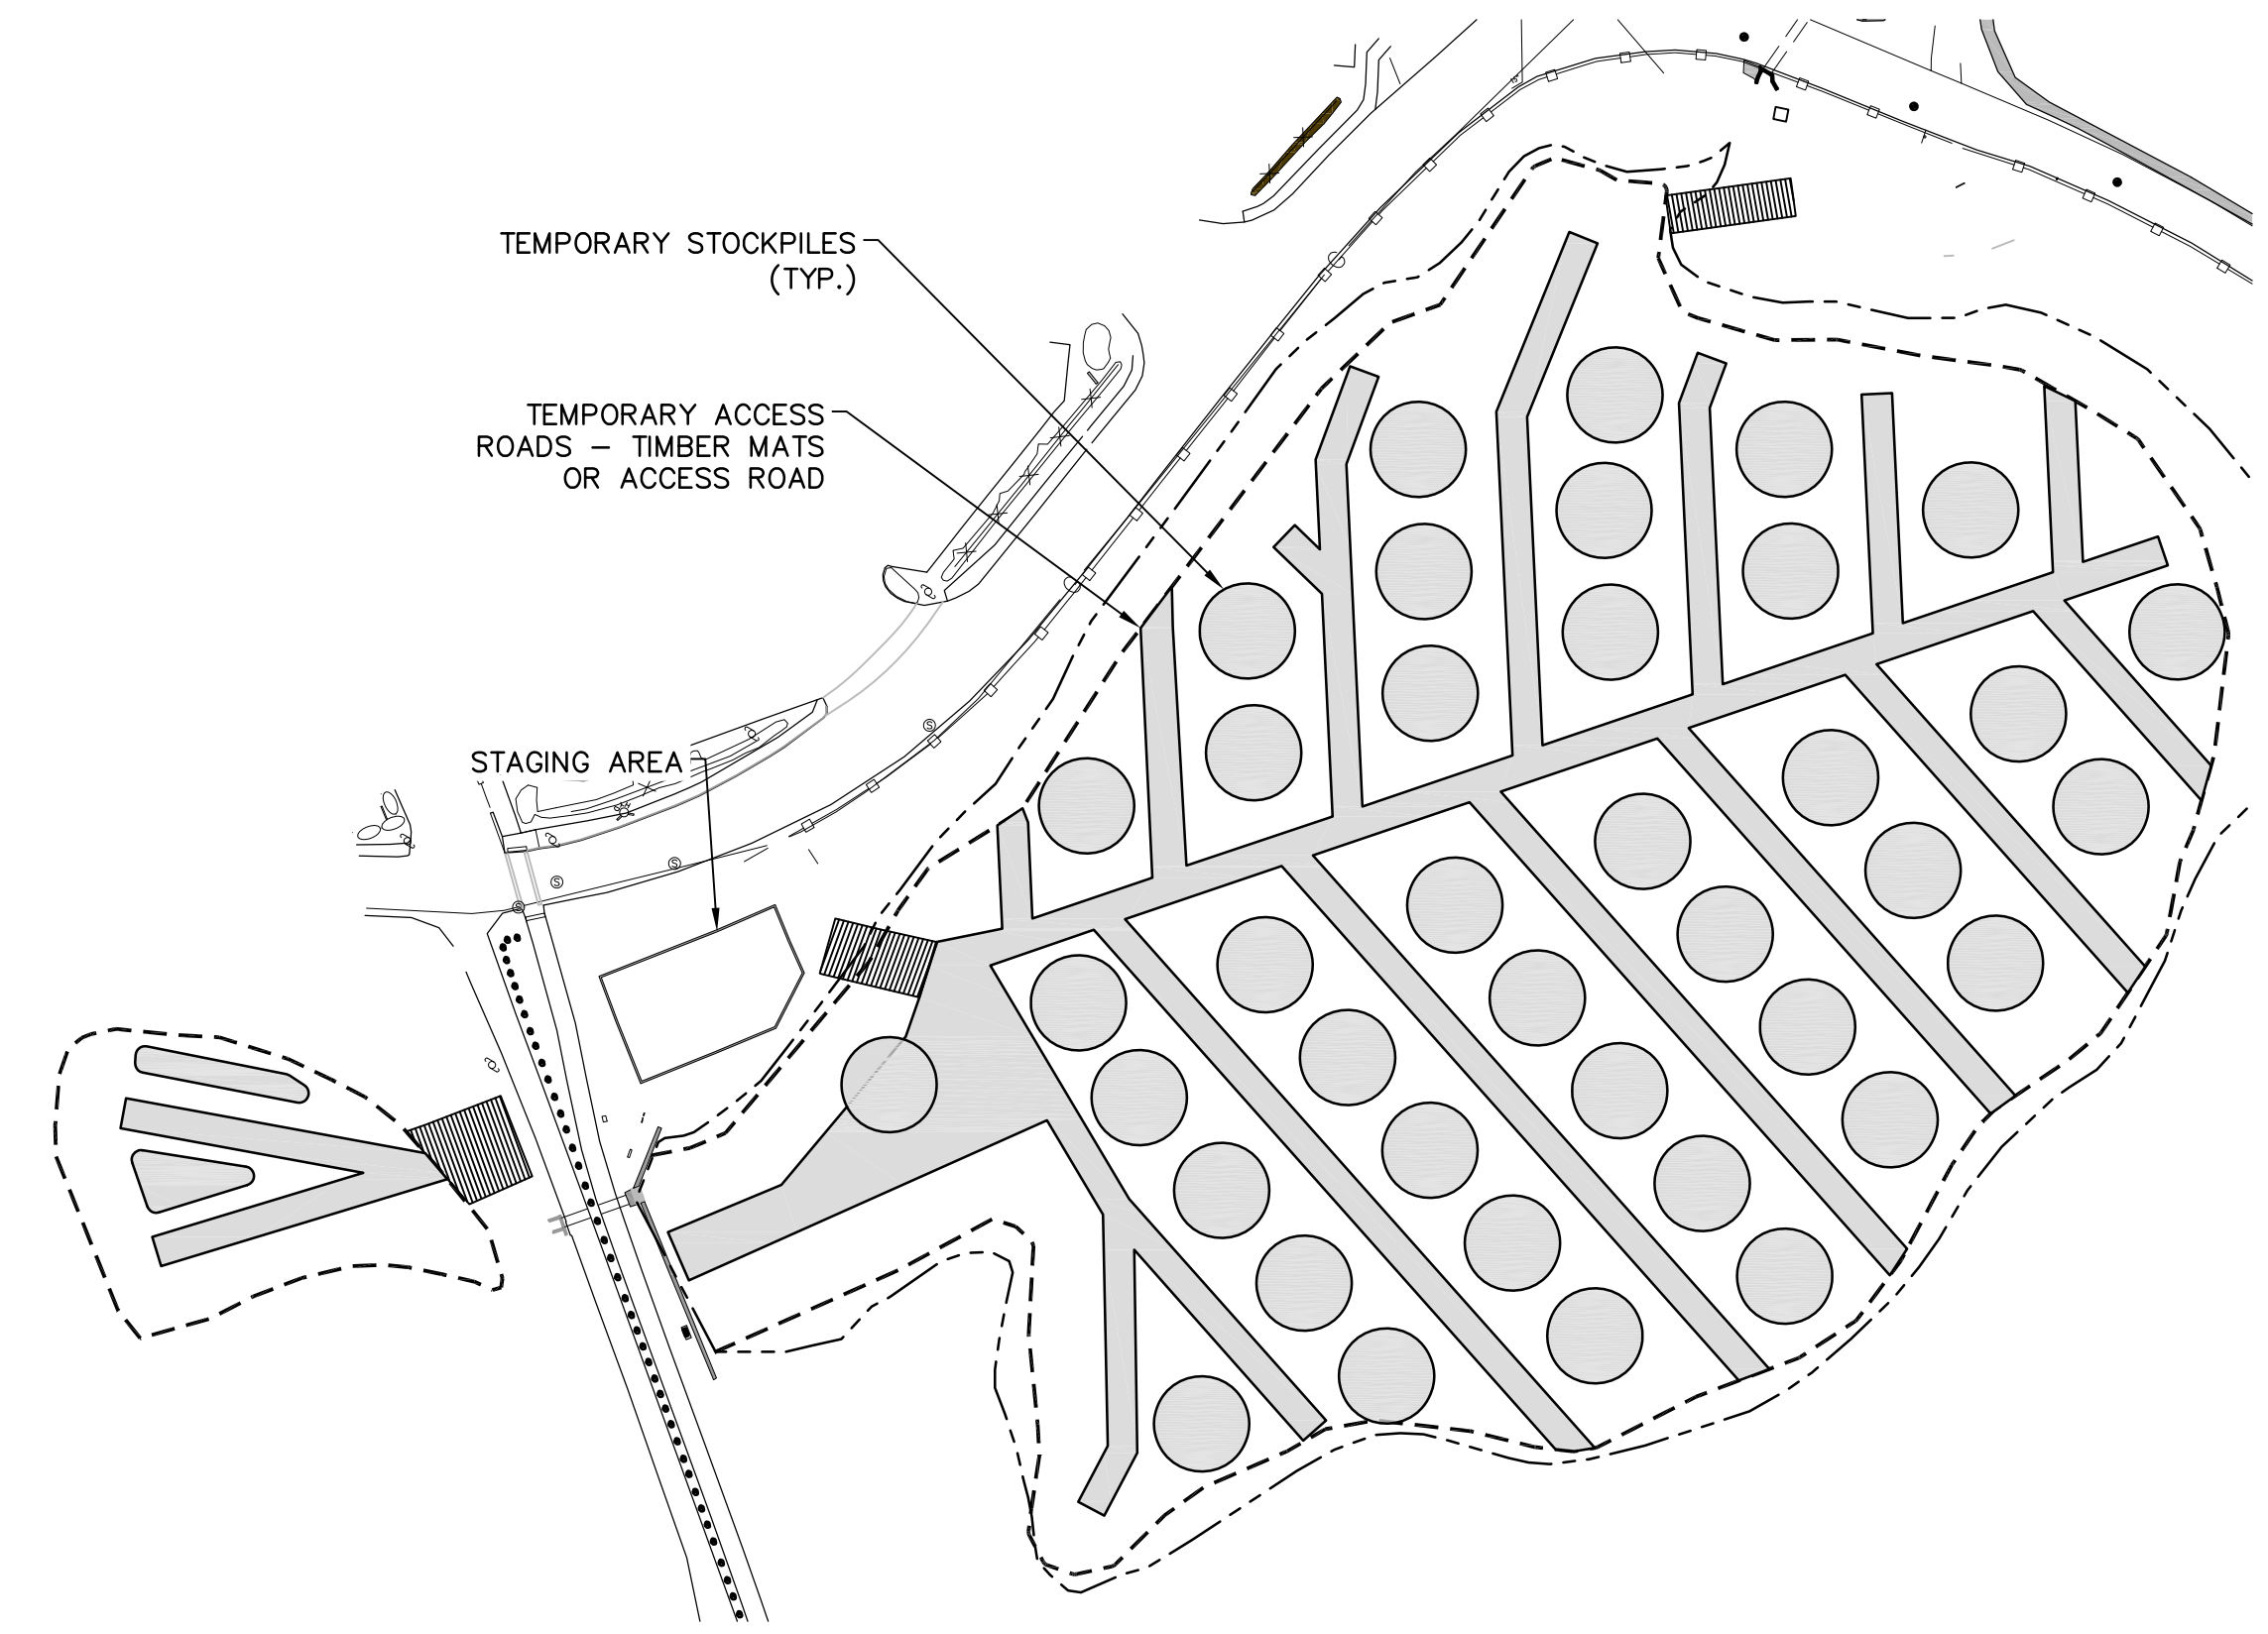 TEMPORARY STOCKPILES
(TYP.)
TEMPORARY ACCESS
ROADS – TIMBER MATS
OR ACCESS ROAD
STAGING AREA
S
S
S
S